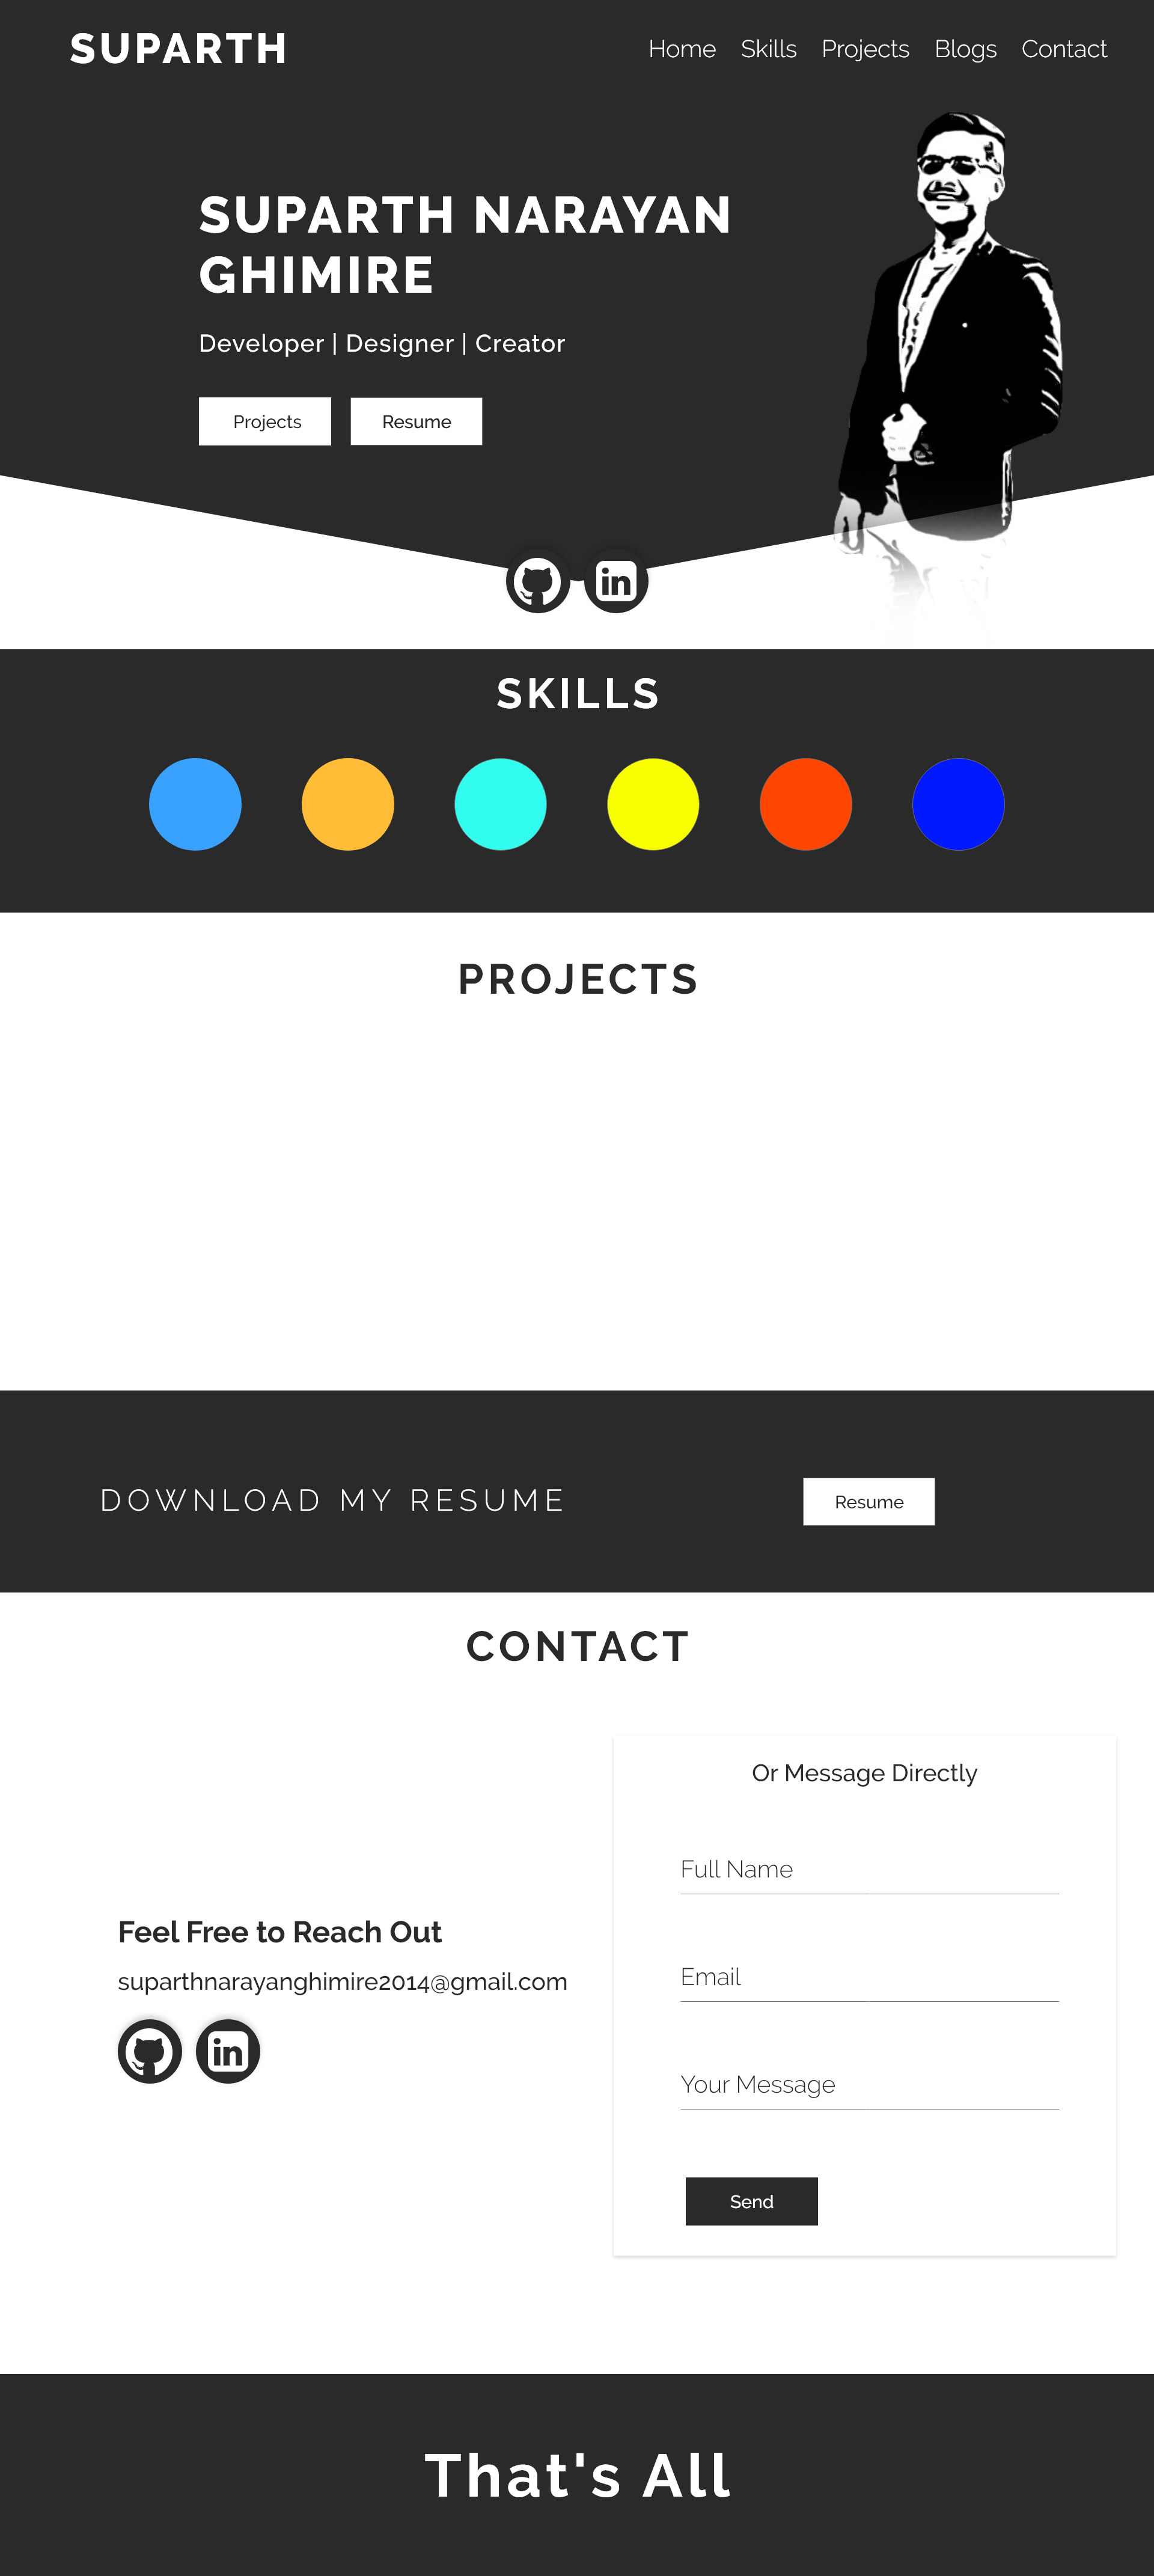 SUPARTH
Home Skills Projects Blogs Contact
SUPARTH NARAYAN
GHIMIRE
Developer | Designer | Creator
Projects Resume
in
SKILLS
PROJECTS
DOWNLOAD MY RESUME
Resume
CONTACT
Or Message Directly
Full Name
Feel Free to Reach Out
Email
suparthnarayanghimire2014@gmail.com
in
Your Message
Send
That's All